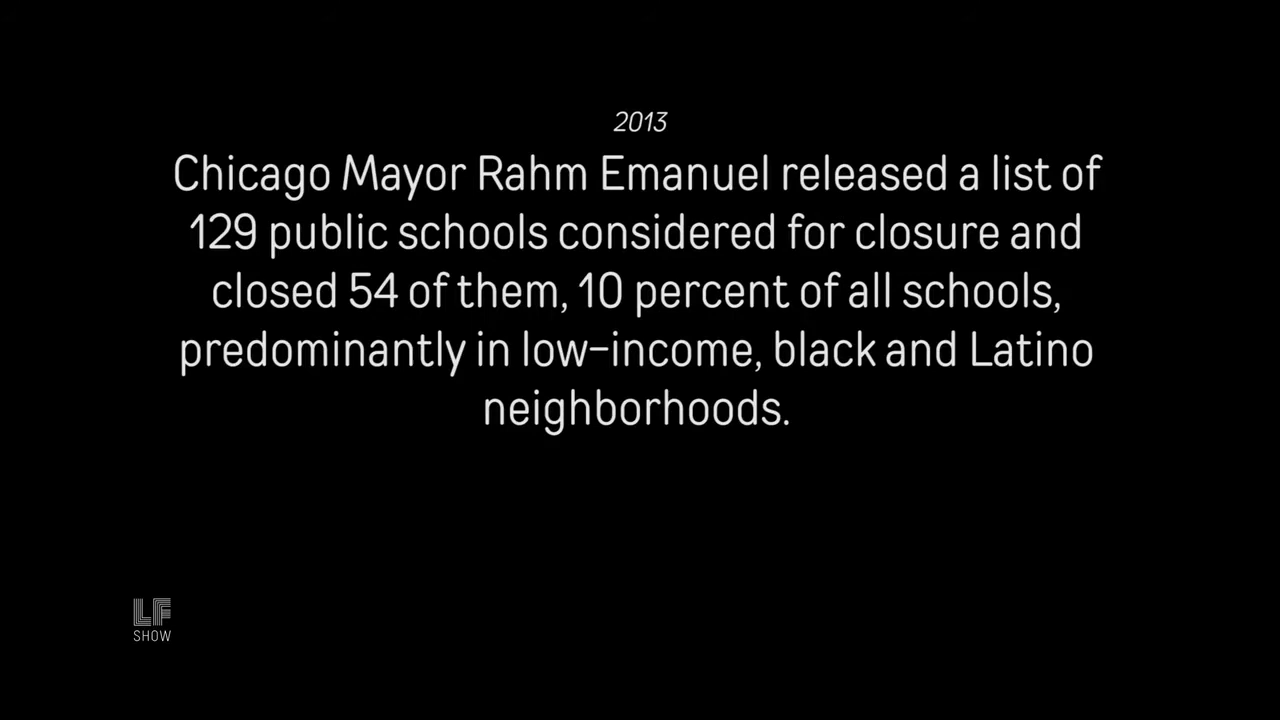 2013
Chicago Mayor Rahm Emanuel released a list of
129 public schools considered for closure and
closed 54 of them, 10 percent of all schools,
predominantly in low-income, black and Latino
neighborhoods.
LF
SHOW